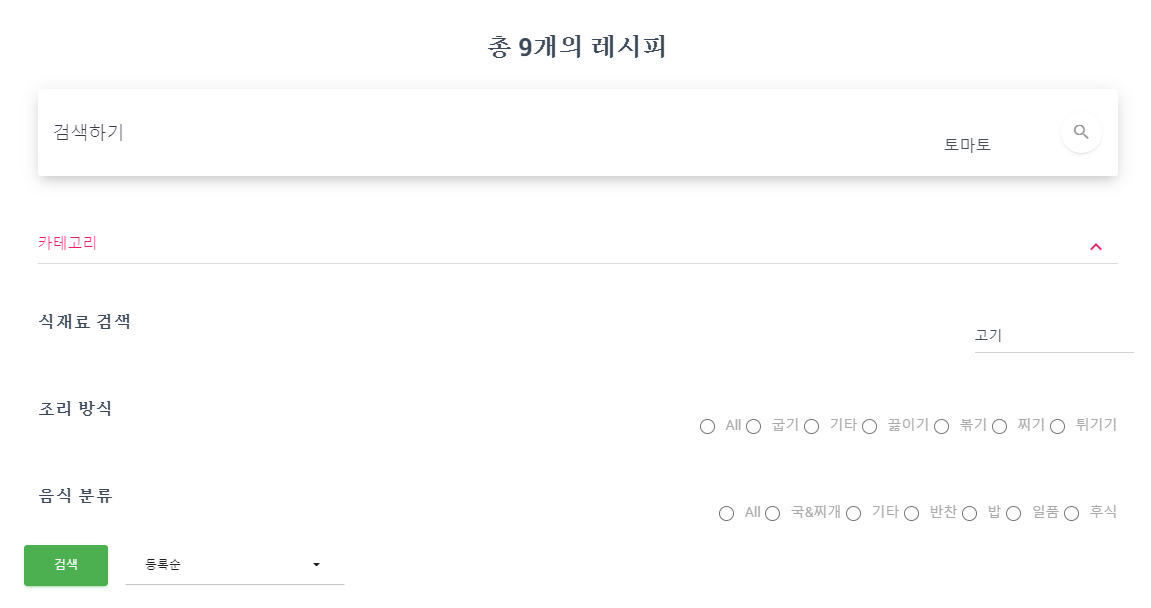 총 9개의 레시피
검색하기
토마토
카테고리
식재료 검색
고기
조리 방식
All 굽기 기타 끓이기 볶기 찌기 튀기기
음식 분류
All 국&찌개 기타 반찬 밥 일품 후식
검색 등록순